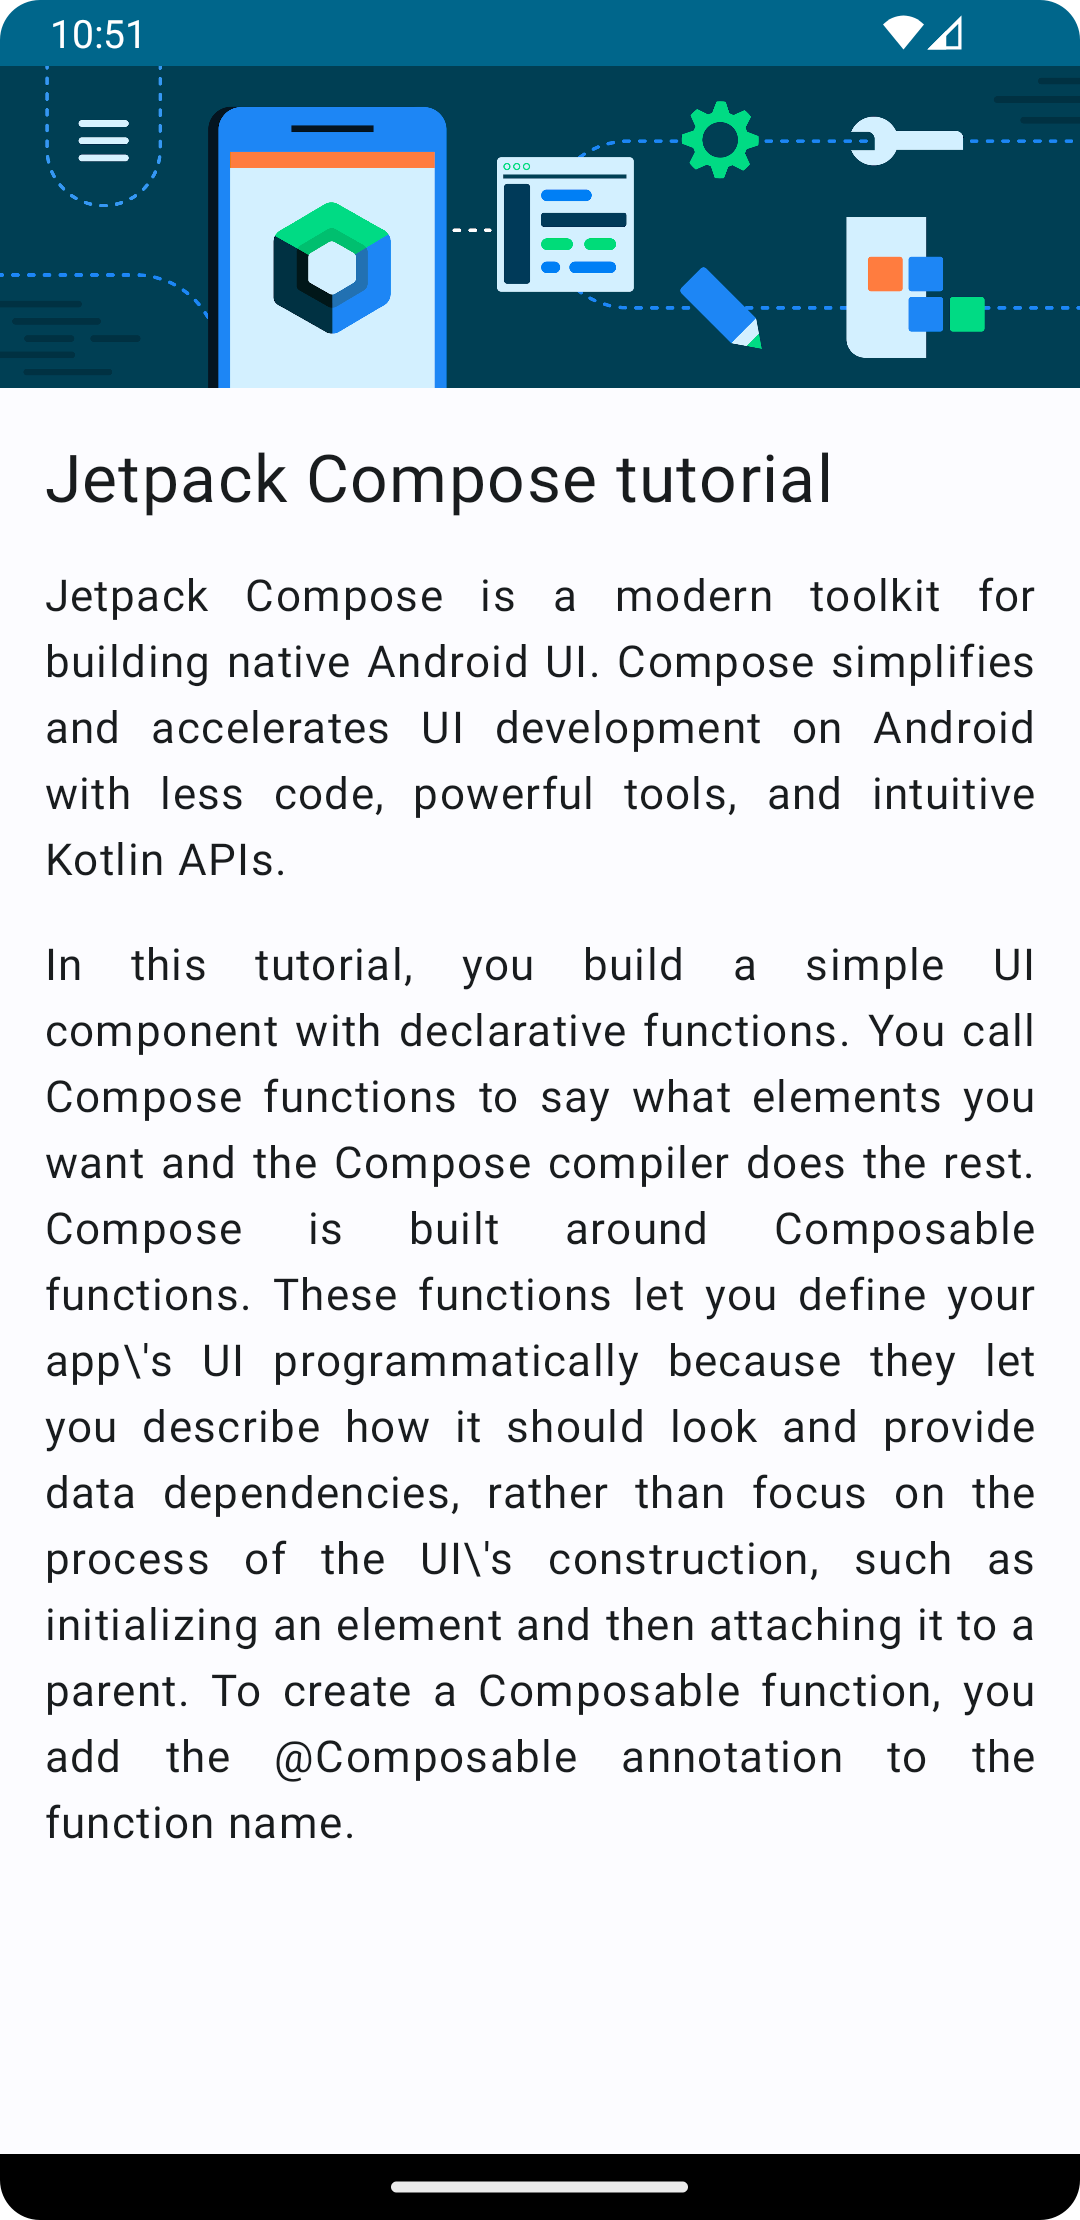 10:51
Jetpack Compose tutorial
Jetpack Compose is a modern toolkit for
building native Android UI. Compose simplifies
and accelerates UI development on Android
with less code, powerful tools, and intuitive
Kotlin APIs.
In this tutorial, you build a simple UI
component with declarative functions. You call
Compose functions to say what elements you
want and the Compose compiler does the rest.
Compose is built around Composable
functions. These functions let you define your
app\'s UI programmatically because they let
you describe how it should look and provide
data dependencies, rather than focus on the
process of the UI\'s construction, such as
initializing an element and then attaching it to a
parent. To create a Composable function, you
add the @Composable annotation to the
function name.